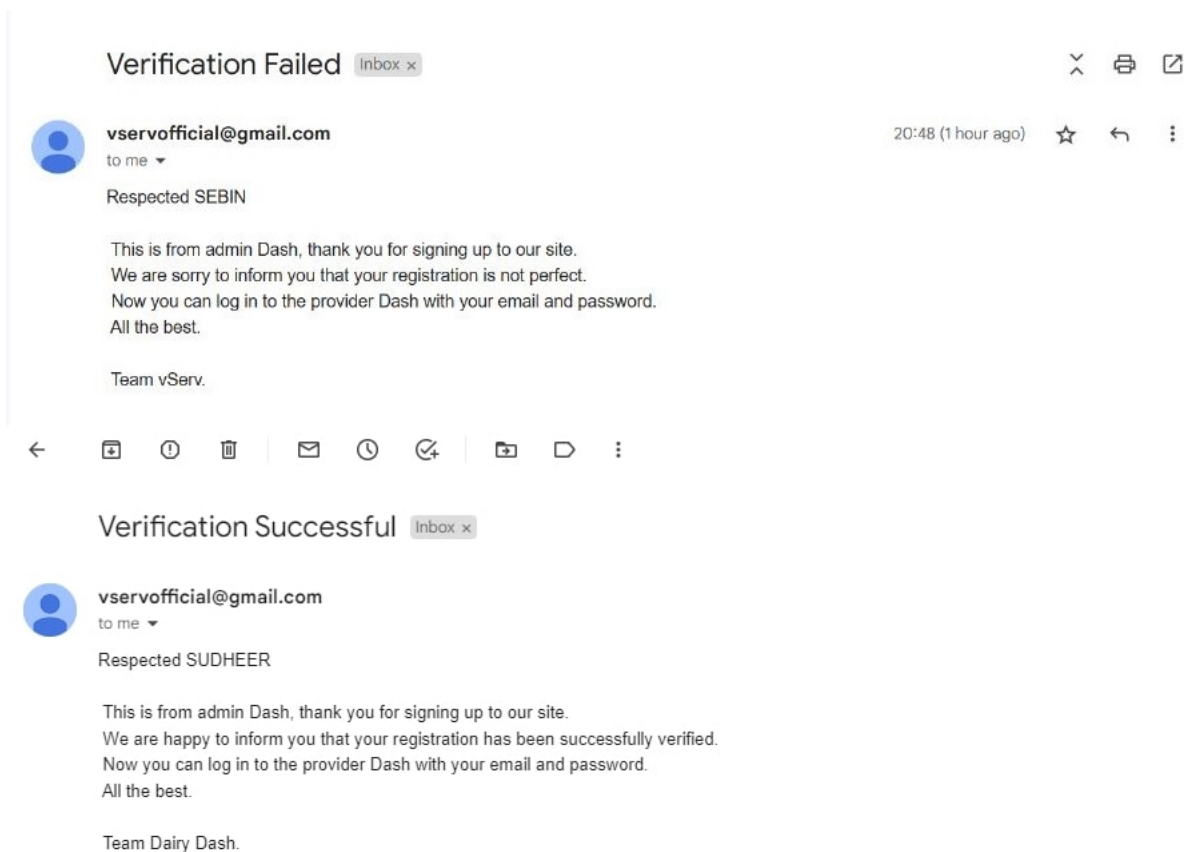 Verification Failed Inbox x
vservofficial@gmail.com 20:48 (1 hour ago)
to me
Respected SEBIN
This is from admin Dash, thank you for signing up to our site.
We are sorry to inform you that your registration is not perfect.
Now you can log in to the provider Dash with your email and password.
All the best.
Team vServ.
Verification Successful Inbox x
vservofficial@gmail.com
to me
Respected SUDHEER
This is from admin Dash, thank you for signing up to our site.
We are happy to inform you that your registration has been successfully verified.
Now you can log in to the provider Dash with your email and password.
All the best.
Team Dairy Dash.